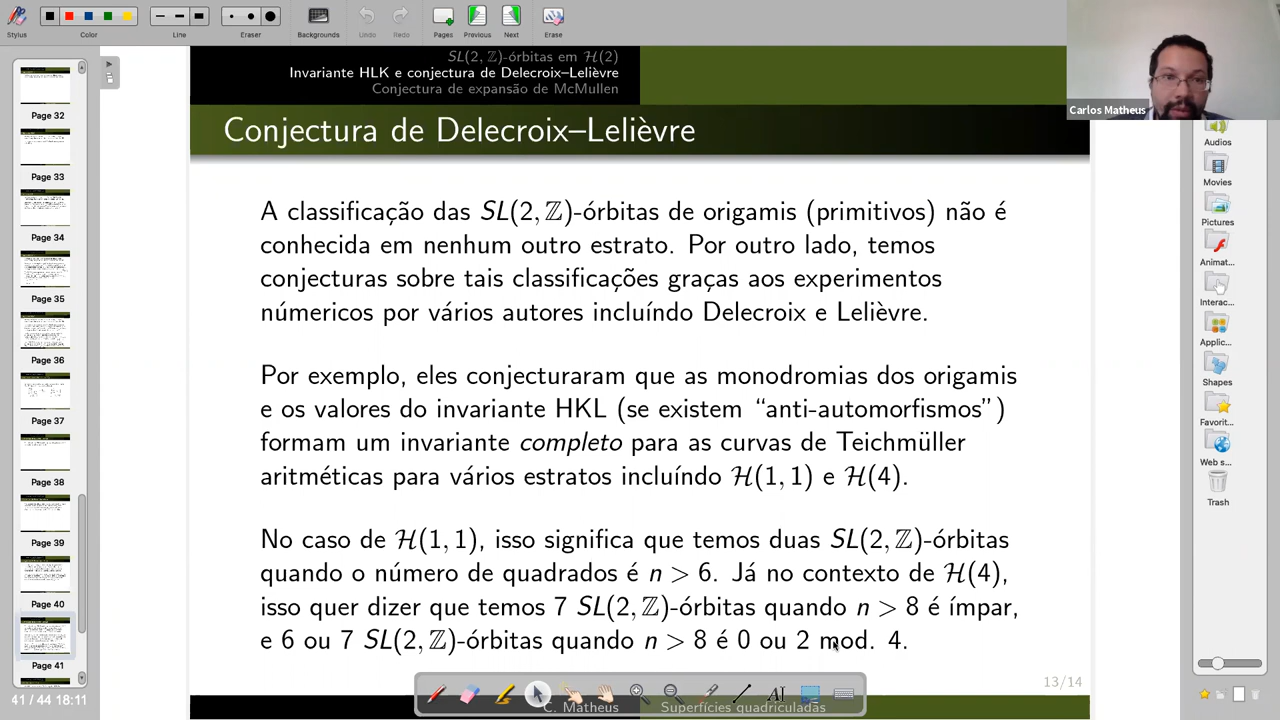 Stylus
Color
Line
Eraser
Backgrounds
Undo
Redo
Pages
Previous
Next
Erase
SL(2, ℤ)-órbitas em ℋ(2)
Invariante HLK e conjectura de Delecroix–Lelièvre
Conjectura de expansão de McMullen
Carlos Matheus
Conjectura de Delecroix–Lelièvre
A classificação das SL(2, ℤ)-órbitas de origamis (primitivos) não é
conhecida em nenhum outro estrato. Por outro lado, temos
conjecturas sobre tais classificações graças aos experimentos
númericos por vários autores incluíndo Delecroix e Lelièvre.
Por exemplo, eles conjecturaram que as monodromias dos origamis
e os valores do invariante HKL (se existem “anti-automorfismos”)
formam um invariante completo para as curvas de Teichmüller
aritméticas para vários estratos incluíndo ℋ(1, 1) e ℋ(4).
No caso de ℋ(1, 1), isso significa que temos duas SL(2, ℤ)-órbitas
quando o número de quadrados é n > 6. Já no contexto de ℋ(4),
isso quer dizer que temos 7 SL(2, ℤ)-órbitas quando n > 8 é ímpar,
e 6 ou 7 SL(2, ℤ)-órbitas quando n > 8 é 0 ou 2 mod. 4.
13/14
C. Matheus
Superfícies quadriculadas
Page 32
Page 33
Page 34
Page 35
Page 36
Page 37
Page 38
Page 39
Page 40
Page 41
41 / 44 18:11
Audios
Movies
Pictures
Animat...
Interac...
Applic...
Shapes
Favorit...
Web s...
Trash